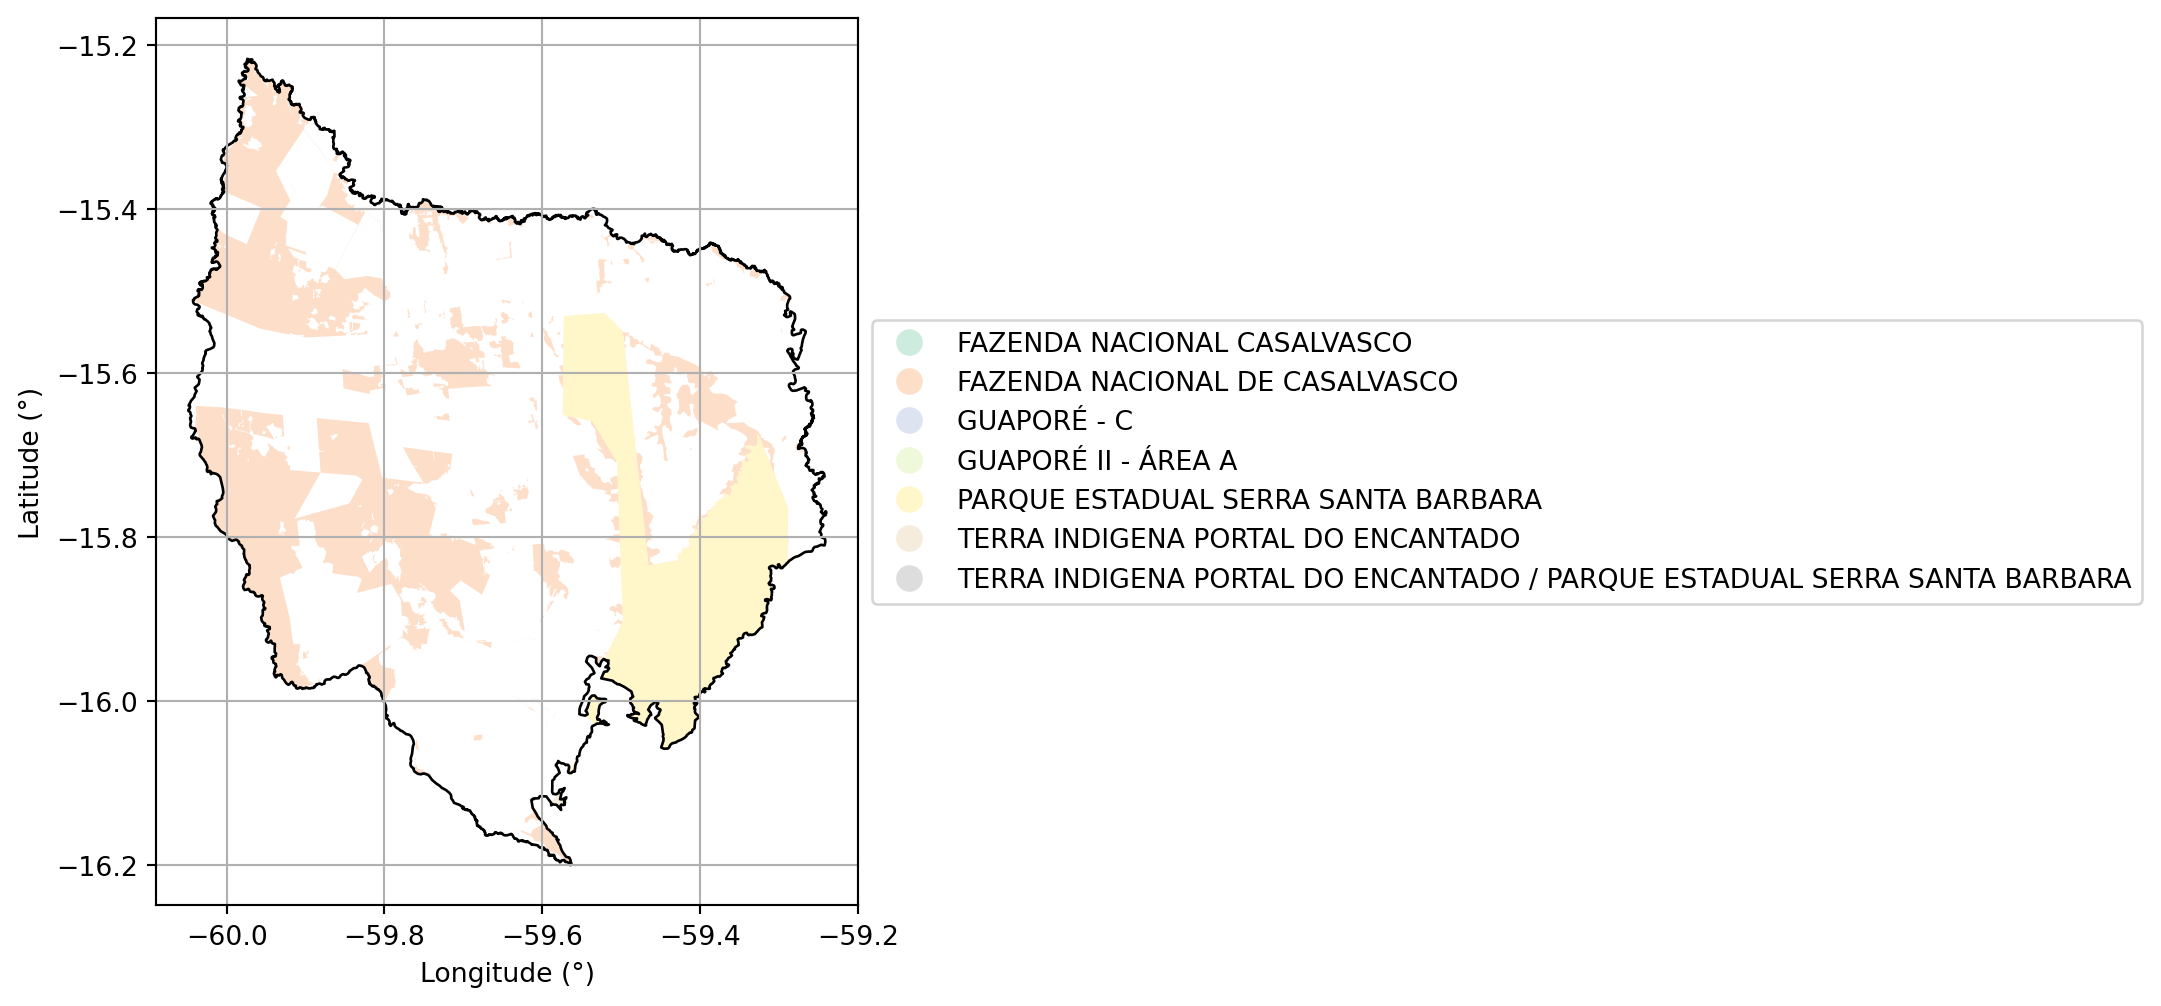 −15.2
−15.4
−15.6
−15.8
−16.0
−16.2
Latitude (°)
−60.0 −59.8 −59.6 −59.4 −59.2
Longitude (°)
FAZENDA NACIONAL CASALVASCO
FAZENDA NACIONAL DE CASALVASCO
GUAPORÉ - C
GUAPORÉ II - ÁREA A
PARQUE ESTADUAL SERRA SANTA BARBARA
TERRA INDIGENA PORTAL DO ENCANTADO
TERRA INDIGENA PORTAL DO ENCANTADO / PARQUE ESTADUAL SERRA SANTA BARBARA